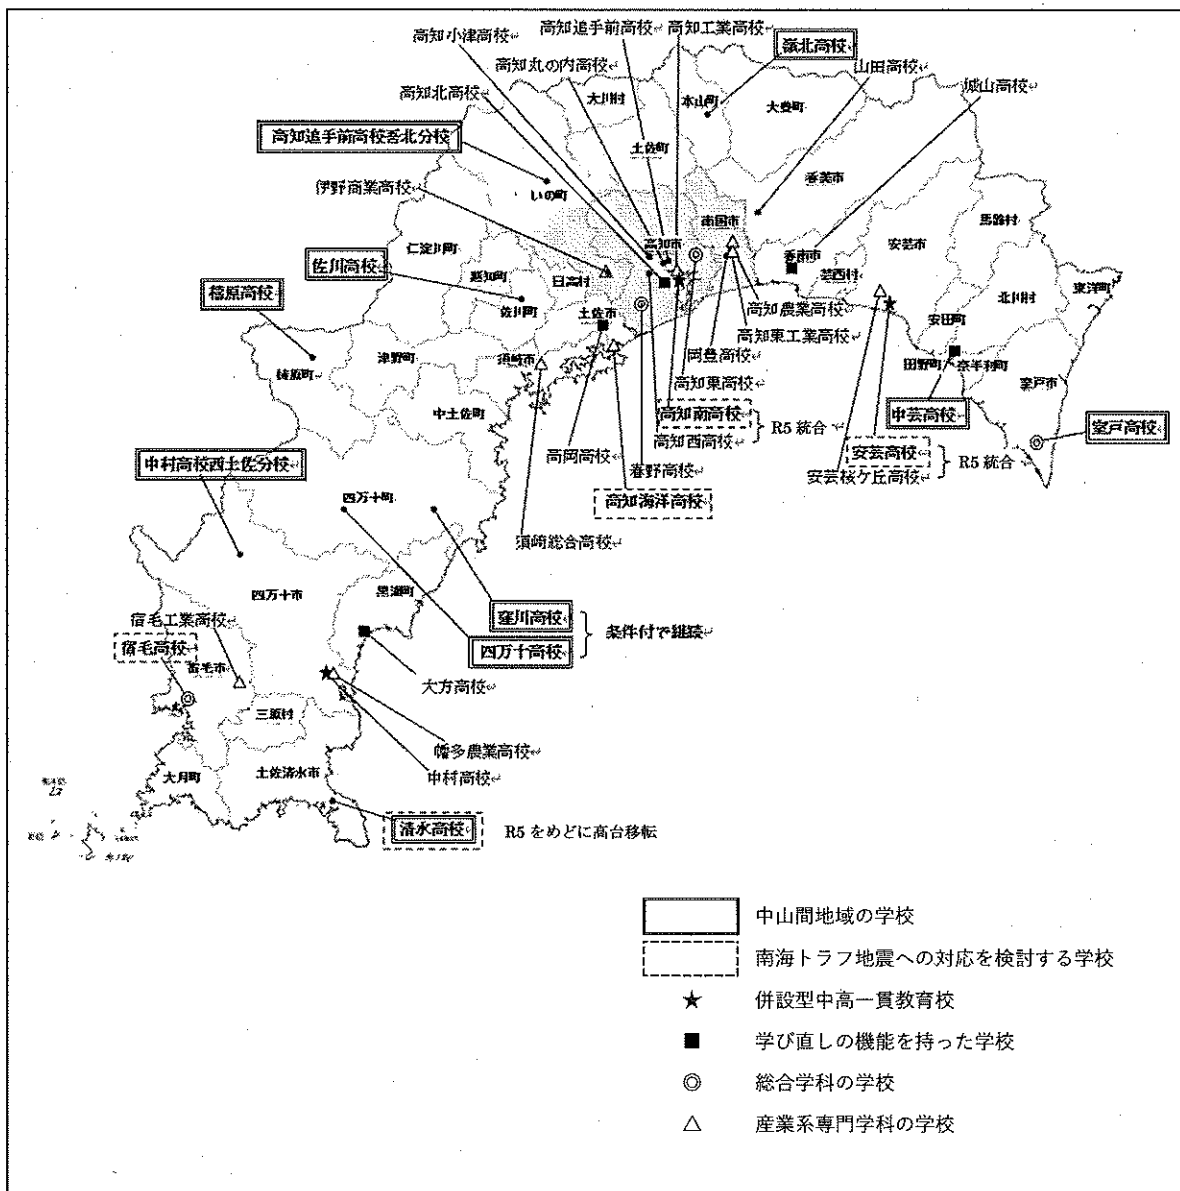 高知追手前高校
高知工業高校
高知小津高校
嶺北高校
高知丸の内高校
山田高校
高知北高校
城山高校
大川村
本山町
大豊町
高知追手前高校吾北分校
土佐町
香美市
伊野商業高校
いの町
南国市
馬路村
安芸市
仁淀川町
高知市
佐川高校
越知町
日高村
香南市
芸西村
東洋町
梼原高校
佐川町
土佐市
高知農業高校
北川村
安田町
高知東工業高校
津野町
須崎市
岡豊高校
田野町
奈半利町
梼原町
高知東高校
室戸市
中土佐町
高知南高校
R5 統合
中芸高校
高知西高校
室戸高校
高岡高校
安芸高校
R5 統合
中村高校西土佐分校
春野高校
安芸桜ケ丘高校
四万十町
高知海洋高校
須崎総合高校
四万十市
黒潮町
窪川高校
条件付で継続
宿毛工業高校
四万十高校
宿毛高校
宿毛市
大方高校
三原村
幡多農業高校
大月町
土佐清水市
中村高校
清水高校
R5 をめどに高台移転
中山間地域の学校
南海トラフ地震への対応を検討する学校
★ 併設型中高一貫教育校
■ 学び直しの機能を持った学校
◎ 総合学科の学校
△ 産業系専門学科の学校